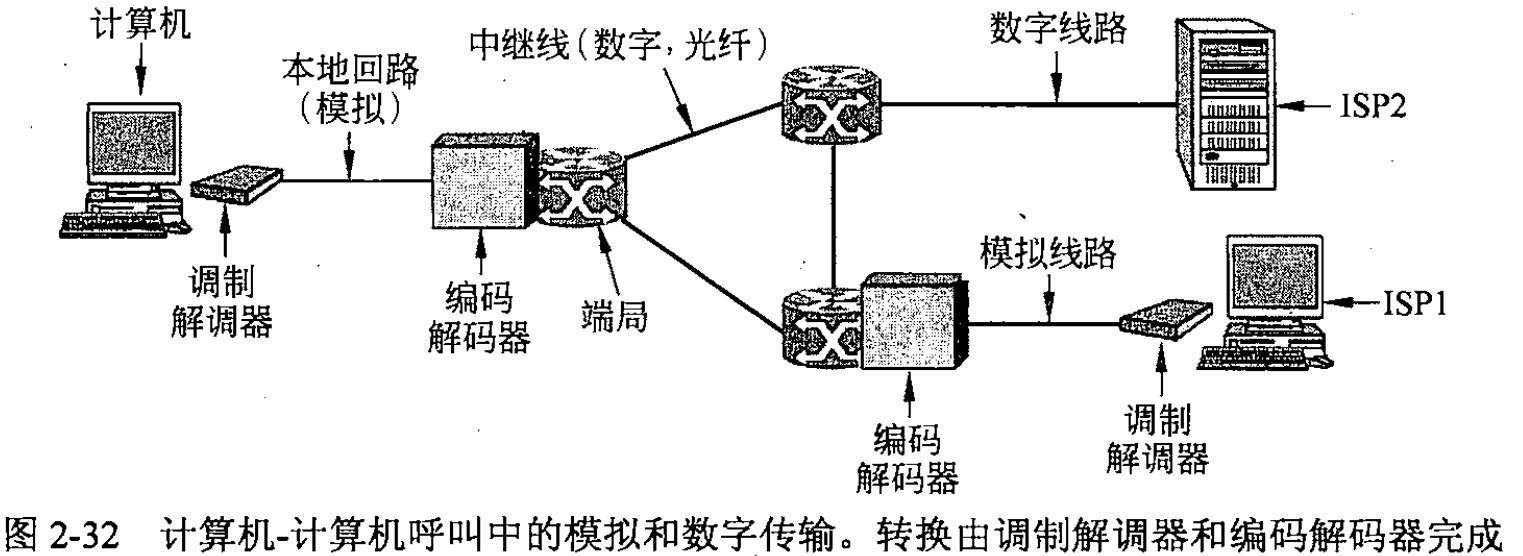 计算机
本地回路
（模拟）
中继线（数字，光纤）
数字线路
ISP2
调制
解调器
编码
解码器
端局
模拟线路
ISP1
编码
解码器
调制
解调器
图 2-32 计算机-计算机呼叫中的模拟和数字传输。转换由调制解调器和编码解码器完成